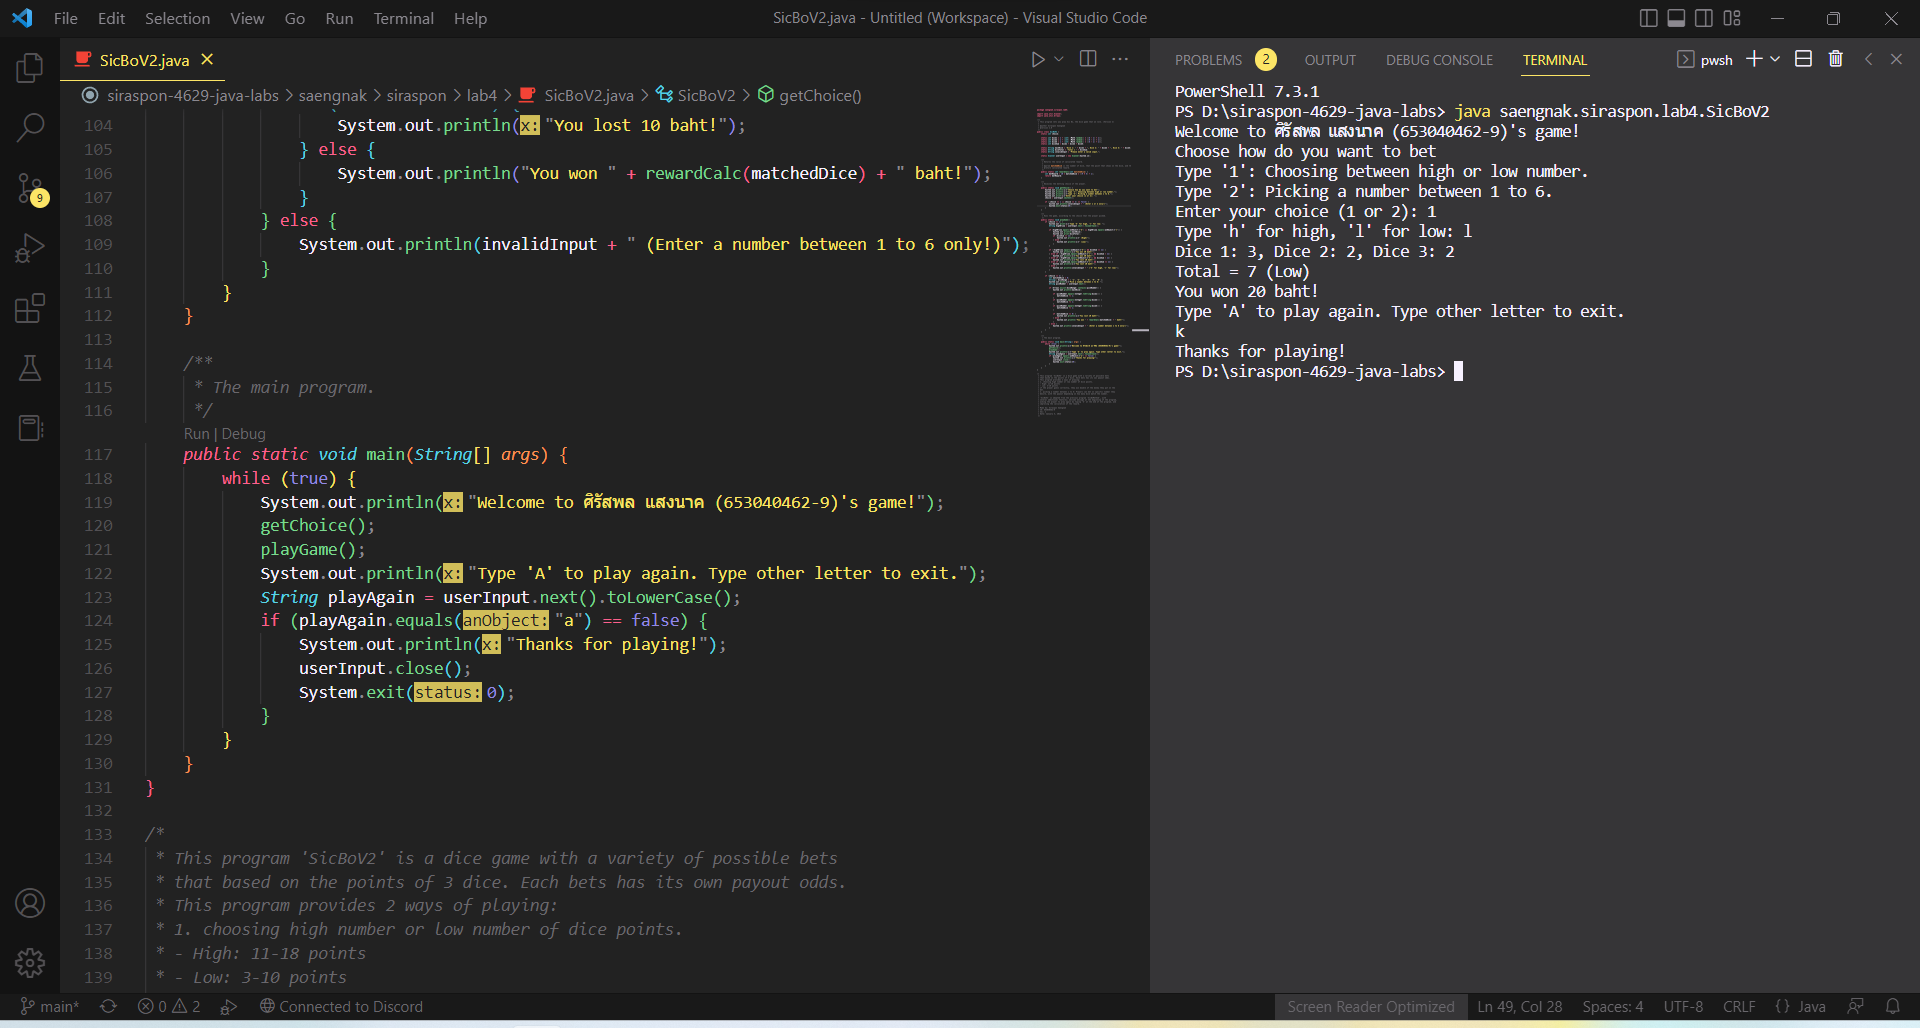 File Edit Selection View Go Run Terminal Help
SicBoV2.java - Untitled (Workspace) - Visual Studio Code
SicBoV2.java
siraspon-4629-java-labs > saengnak > siraspon > lab4 > SicBoV2.java > SicBoV2 > getChoice()
104 System.out.println(x: "You lost 10 baht!");
105 } else {
106 System.out.println("You won " + rewardCalc(matchedDice) + " baht!");
107 }
108 } else {
109 System.out.println(invalidInput + " (Enter a number between 1 to 6 only!)");
110 }
111 }
112 }
113
114 /**
115 * The main program.
116 */
Run | Debug
117 public static void main(String[] args) {
118 while (true) {
119 System.out.println(x: "Welcome to ศิรัสพล แสงนาค (653040462-9)'s game!");
120 getChoice();
121 playGame();
122 System.out.println(x: "Type 'A' to play again. Type other letter to exit.");
123 String playAgain = userInput.next().toLowerCase();
124 if (playAgain.equals(anObject: "a") == false) {
125 System.out.println(x: "Thanks for playing!");
126 userInput.close();
127 System.exit(status: 0);
128 }
129 }
130 }
131 }
132
133 /*
134 * This program 'SicBoV2' is a dice game with a variety of possible bets
135 * that based on the points of 3 dice. Each bets has its own payout odds.
136 * This program provides 2 ways of playing:
137 * 1. choosing high number or low number of dice points.
138 * - High: 11-18 points
139 * - Low: 3-10 points
PROBLEMS 2 OUTPUT DEBUG CONSOLE TERMINAL pwsh
PowerShell 7.3.1
PS D:\siraspon-4629-java-labs> java saengnak.siraspon.lab4.SicBoV2
Welcome to ศิรัสพล แสงนาค (653040462-9)'s game!
Choose how do you want to bet
Type '1': Choosing between high or low number.
Type '2': Picking a number between 1 to 6.
Enter your choice (1 or 2): 1
Type 'h' for high, 'l' for low: l
Dice 1: 3, Dice 2: 2, Dice 3: 2
Total = 7 (Low)
You won 20 baht!
Type 'A' to play again. Type other letter to exit.
k
Thanks for playing!
PS D:\siraspon-4629-java-labs>
9
main* 0 2 Connected to Discord Screen Reader Optimized Ln 49, Col 28 Spaces: 4 UTF-8 CRLF {} Java